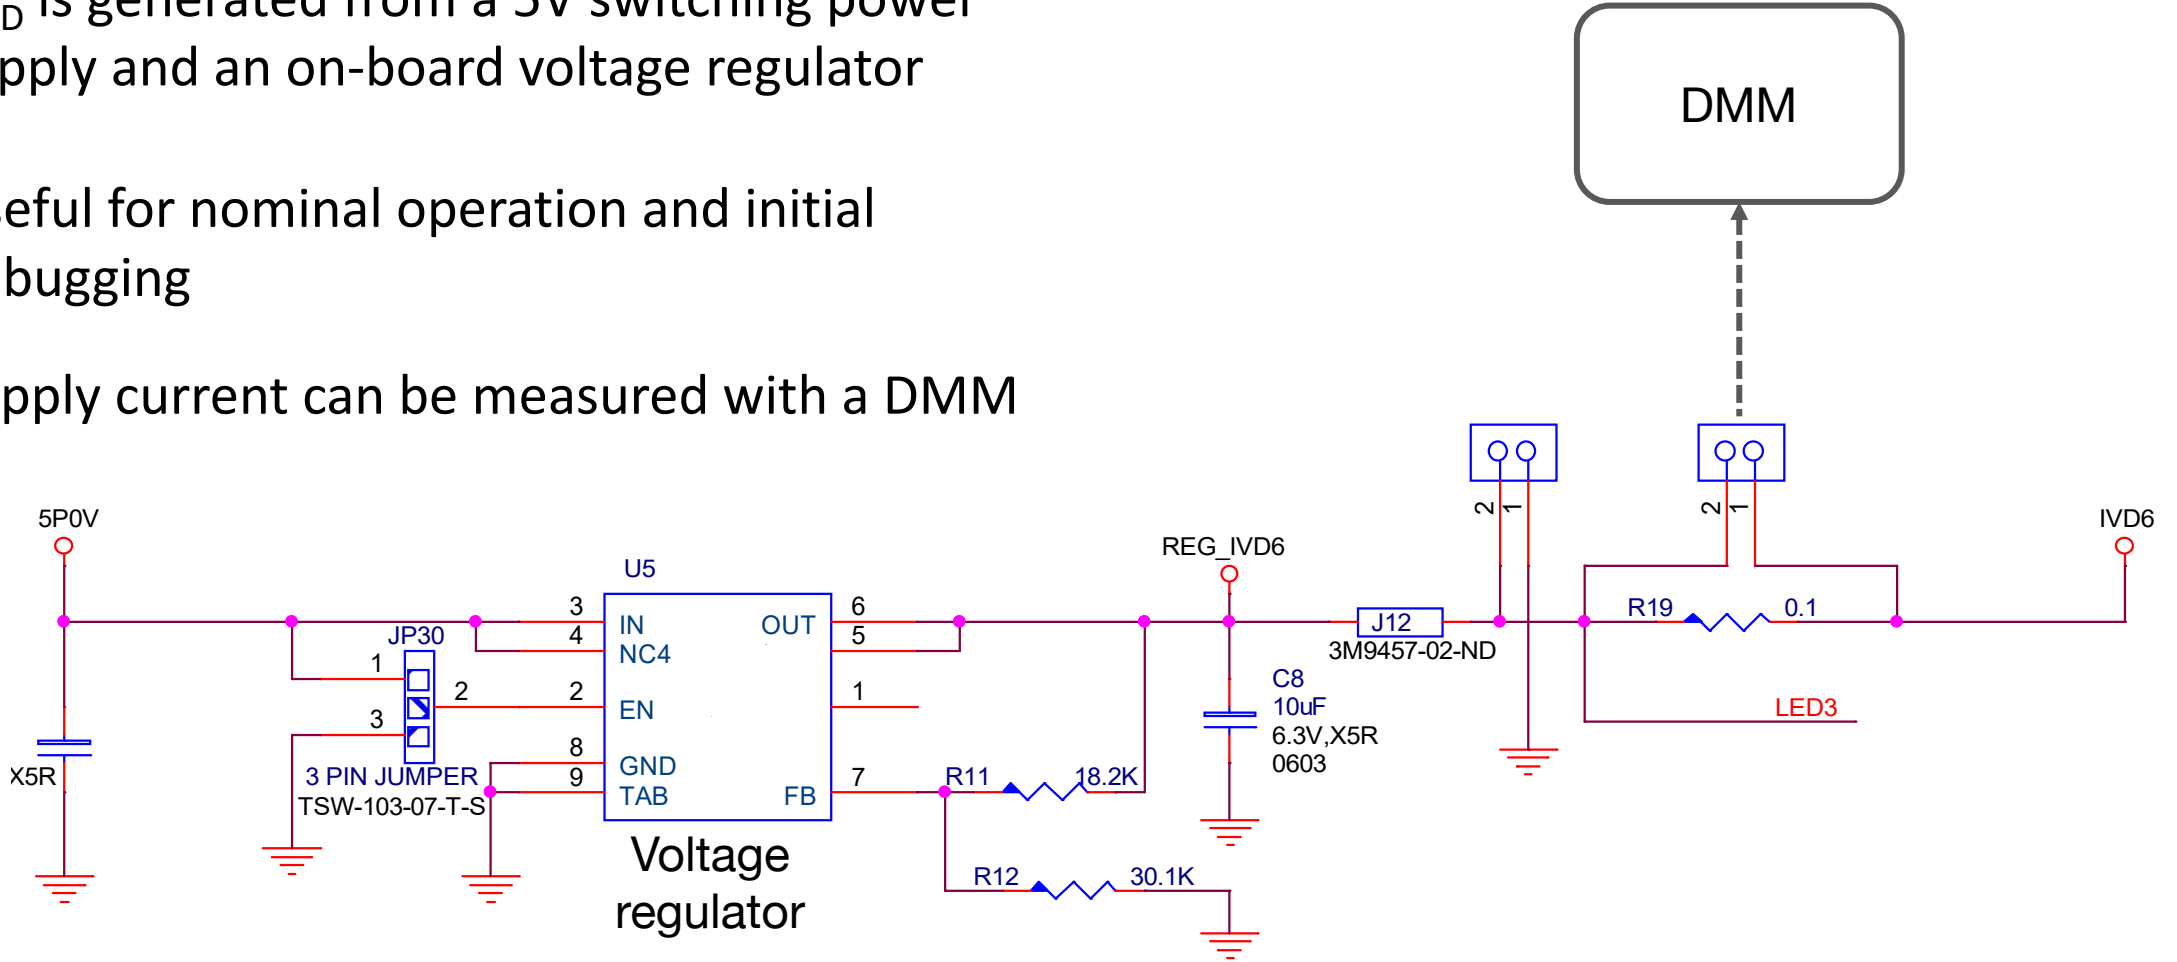 D is generated from a 5V switching power
pply and an on-board voltage regulator
seful for nominal operation and initial
bugging
pply current can be measured with a DMM
DMM
5P0V
X5R
JP30
1
2
3
3 PIN JUMPER
TSW-103-07-T-S
U5
3
4
2
8
9
IN
NC4
EN
GND
TAB
OUT
FB
6
5
1
7
Voltage
regulator
R11
18.2K
R12
30.1K
REG_IVD6
C8
10uF
6.3V,X5R
0603
J12
3M9457-02-ND
2
1
2
1
R19
0.1
LED3
IVD6